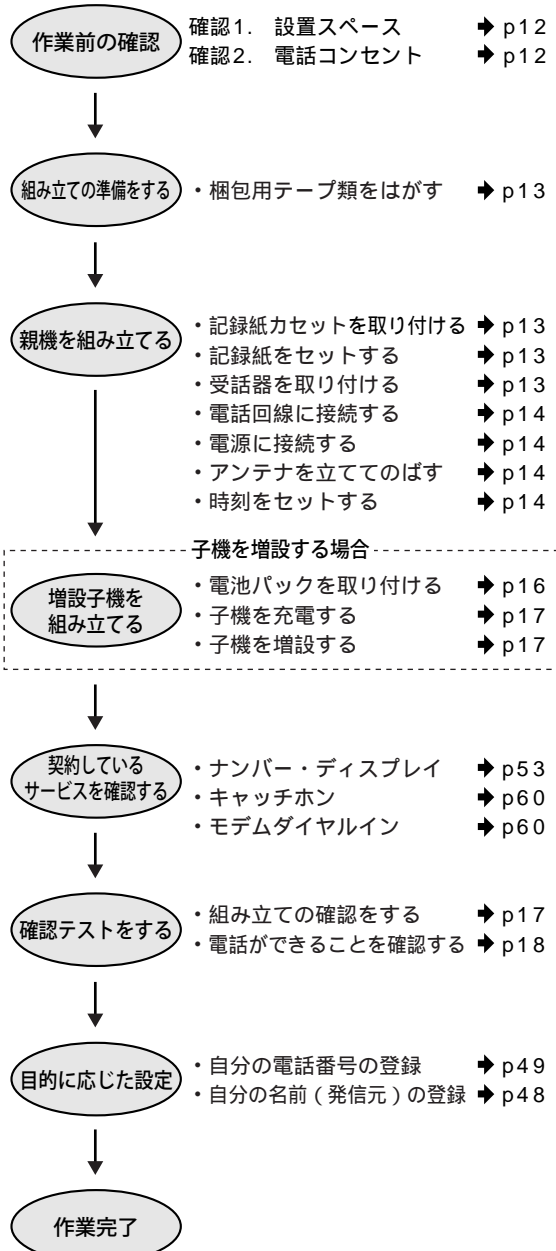 作業前の確認
確認1. 設置スペース ➡ p12
確認2. 電話コンセント ➡ p12
組み立ての準備をする
・梱包用テープ類をはがす ➡ p13
親機を組み立てる
・記録紙カセットを取り付ける ➡ p13
・記録紙をセットする ➡ p13
・受話器を取り付ける ➡ p13
・電話回線に接続する ➡ p14
・電源に接続する ➡ p14
・アンテナを立ててのばす ➡ p14
・時刻をセットする ➡ p14
子機を増設する場合
増設子機を
組み立てる
・電池パックを取り付ける ➡ p16
・子機を充電する ➡ p17
・子機を増設する ➡ p17
契約している
サービスを確認する
・ナンバー・ディスプレイ ➡ p53
・キャッチホン ➡ p60
・モデムダイヤルイン ➡ p60
確認テストをする
・組み立ての確認をする ➡ p17
・電話ができることを確認する ➡ p18
目的に応じた設定
・自分の電話番号の登録 ➡ p49
・自分の名前（発信元）の登録 ➡ p48
作業完了